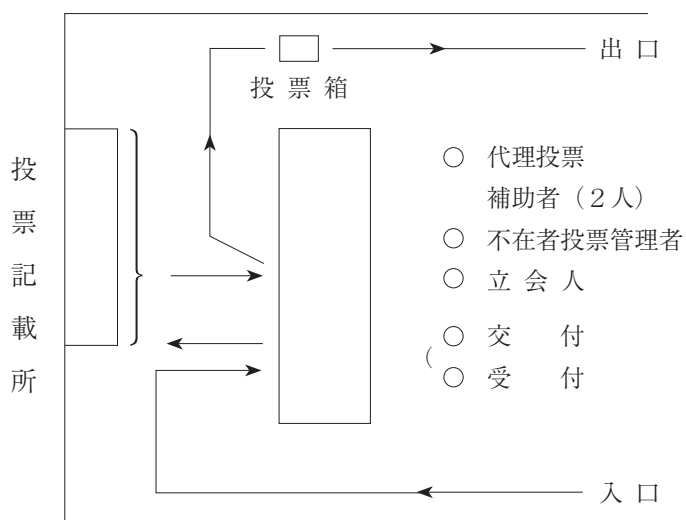 出口
投票箱
投票記載所
○ 代理投票
補助者（２人）
○ 不在者投票管理者
○ 立会人
○ 交付
（
○ 受付
入口